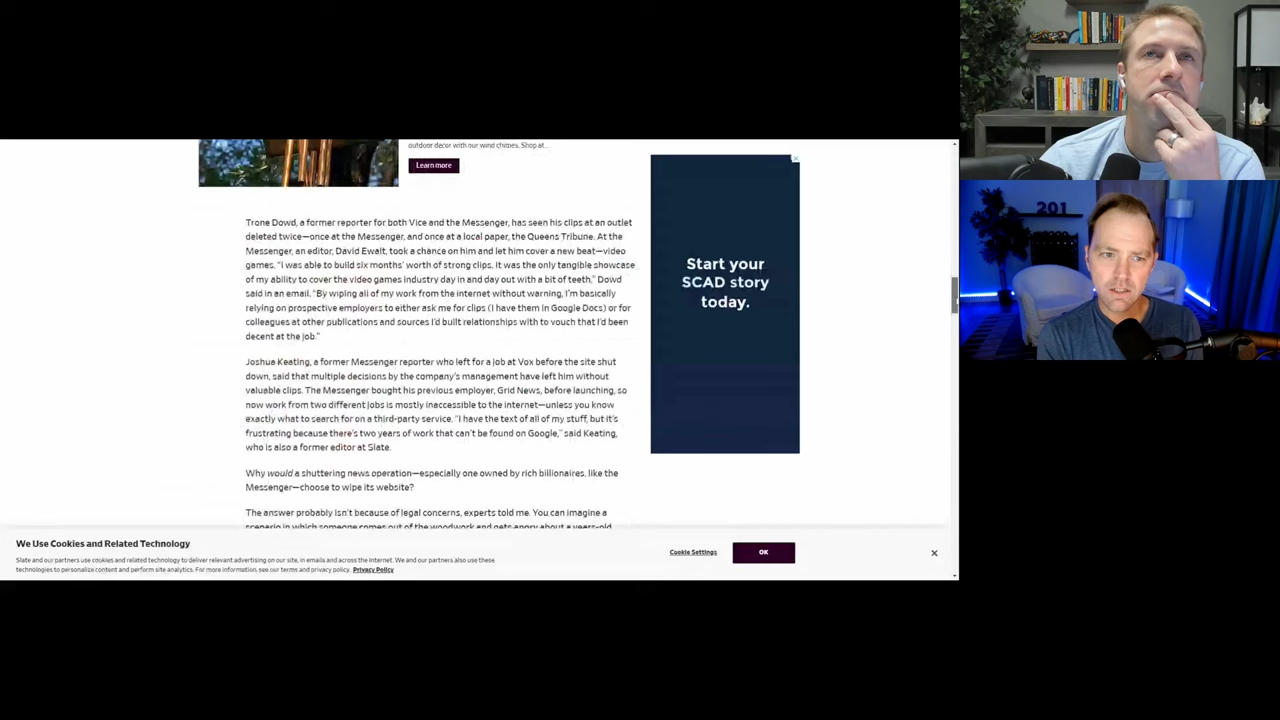 outdoor decor with our wind chimes. Shop at...
Learn more
Trone Dowd, a former reporter for both Vice and the Messenger, has seen his clips at an outlet
deleted twice—once at the Messenger, and once at a local paper, the Queens Tribune. At the
Messenger, an editor, David Ewalt, took a chance on him and let him cover a new beat—video
games. “I was able to build six months’ worth of strong clips. It was the only tangible showcase
of my ability to cover the video games industry day in and day out with a bit of teeth,” Dowd
said in an email. “By wiping all of my work from the internet without warning, I’m basically
relying on prospective employers to either ask me for clips (I have them in Google Docs) or for
colleagues at other publications and sources I’d built relationships with to vouch that I’d been
decent at the job.”
Joshua Keating, a former Messenger reporter who left for a job at Vox before the site shut
down, said that multiple decisions by the company’s management have left him without
valuable clips. The Messenger bought his previous employer, Grid News, before launching, so
now work from two different jobs is mostly inaccessible to the internet—unless you know
exactly what to search for on a third-party service. “I have the text of all of my stuff, but it’s
frustrating because there’s two years of work that can’t be found on Google,” said Keating,
who is also a former editor at Slate.
Why would a shuttering news operation—especially one owned by rich billionaires, like the
Messenger—choose to wipe its website?
The answer probably isn’t because of legal concerns, experts told me. You can imagine a
scenario in which someone comes out of the woodwork and gets angry about a years-old
Start your
SCAD story
today.
We Use Cookies and Related Technology
Slate and our partners use cookies and related technology to deliver relevant advertising on our site, in emails and across the Internet. We and our partners also use these
technologies to personalize content and perform site analytics. For more information, see our terms and privacy policy. Privacy Policy
Cookie Settings
OK
201